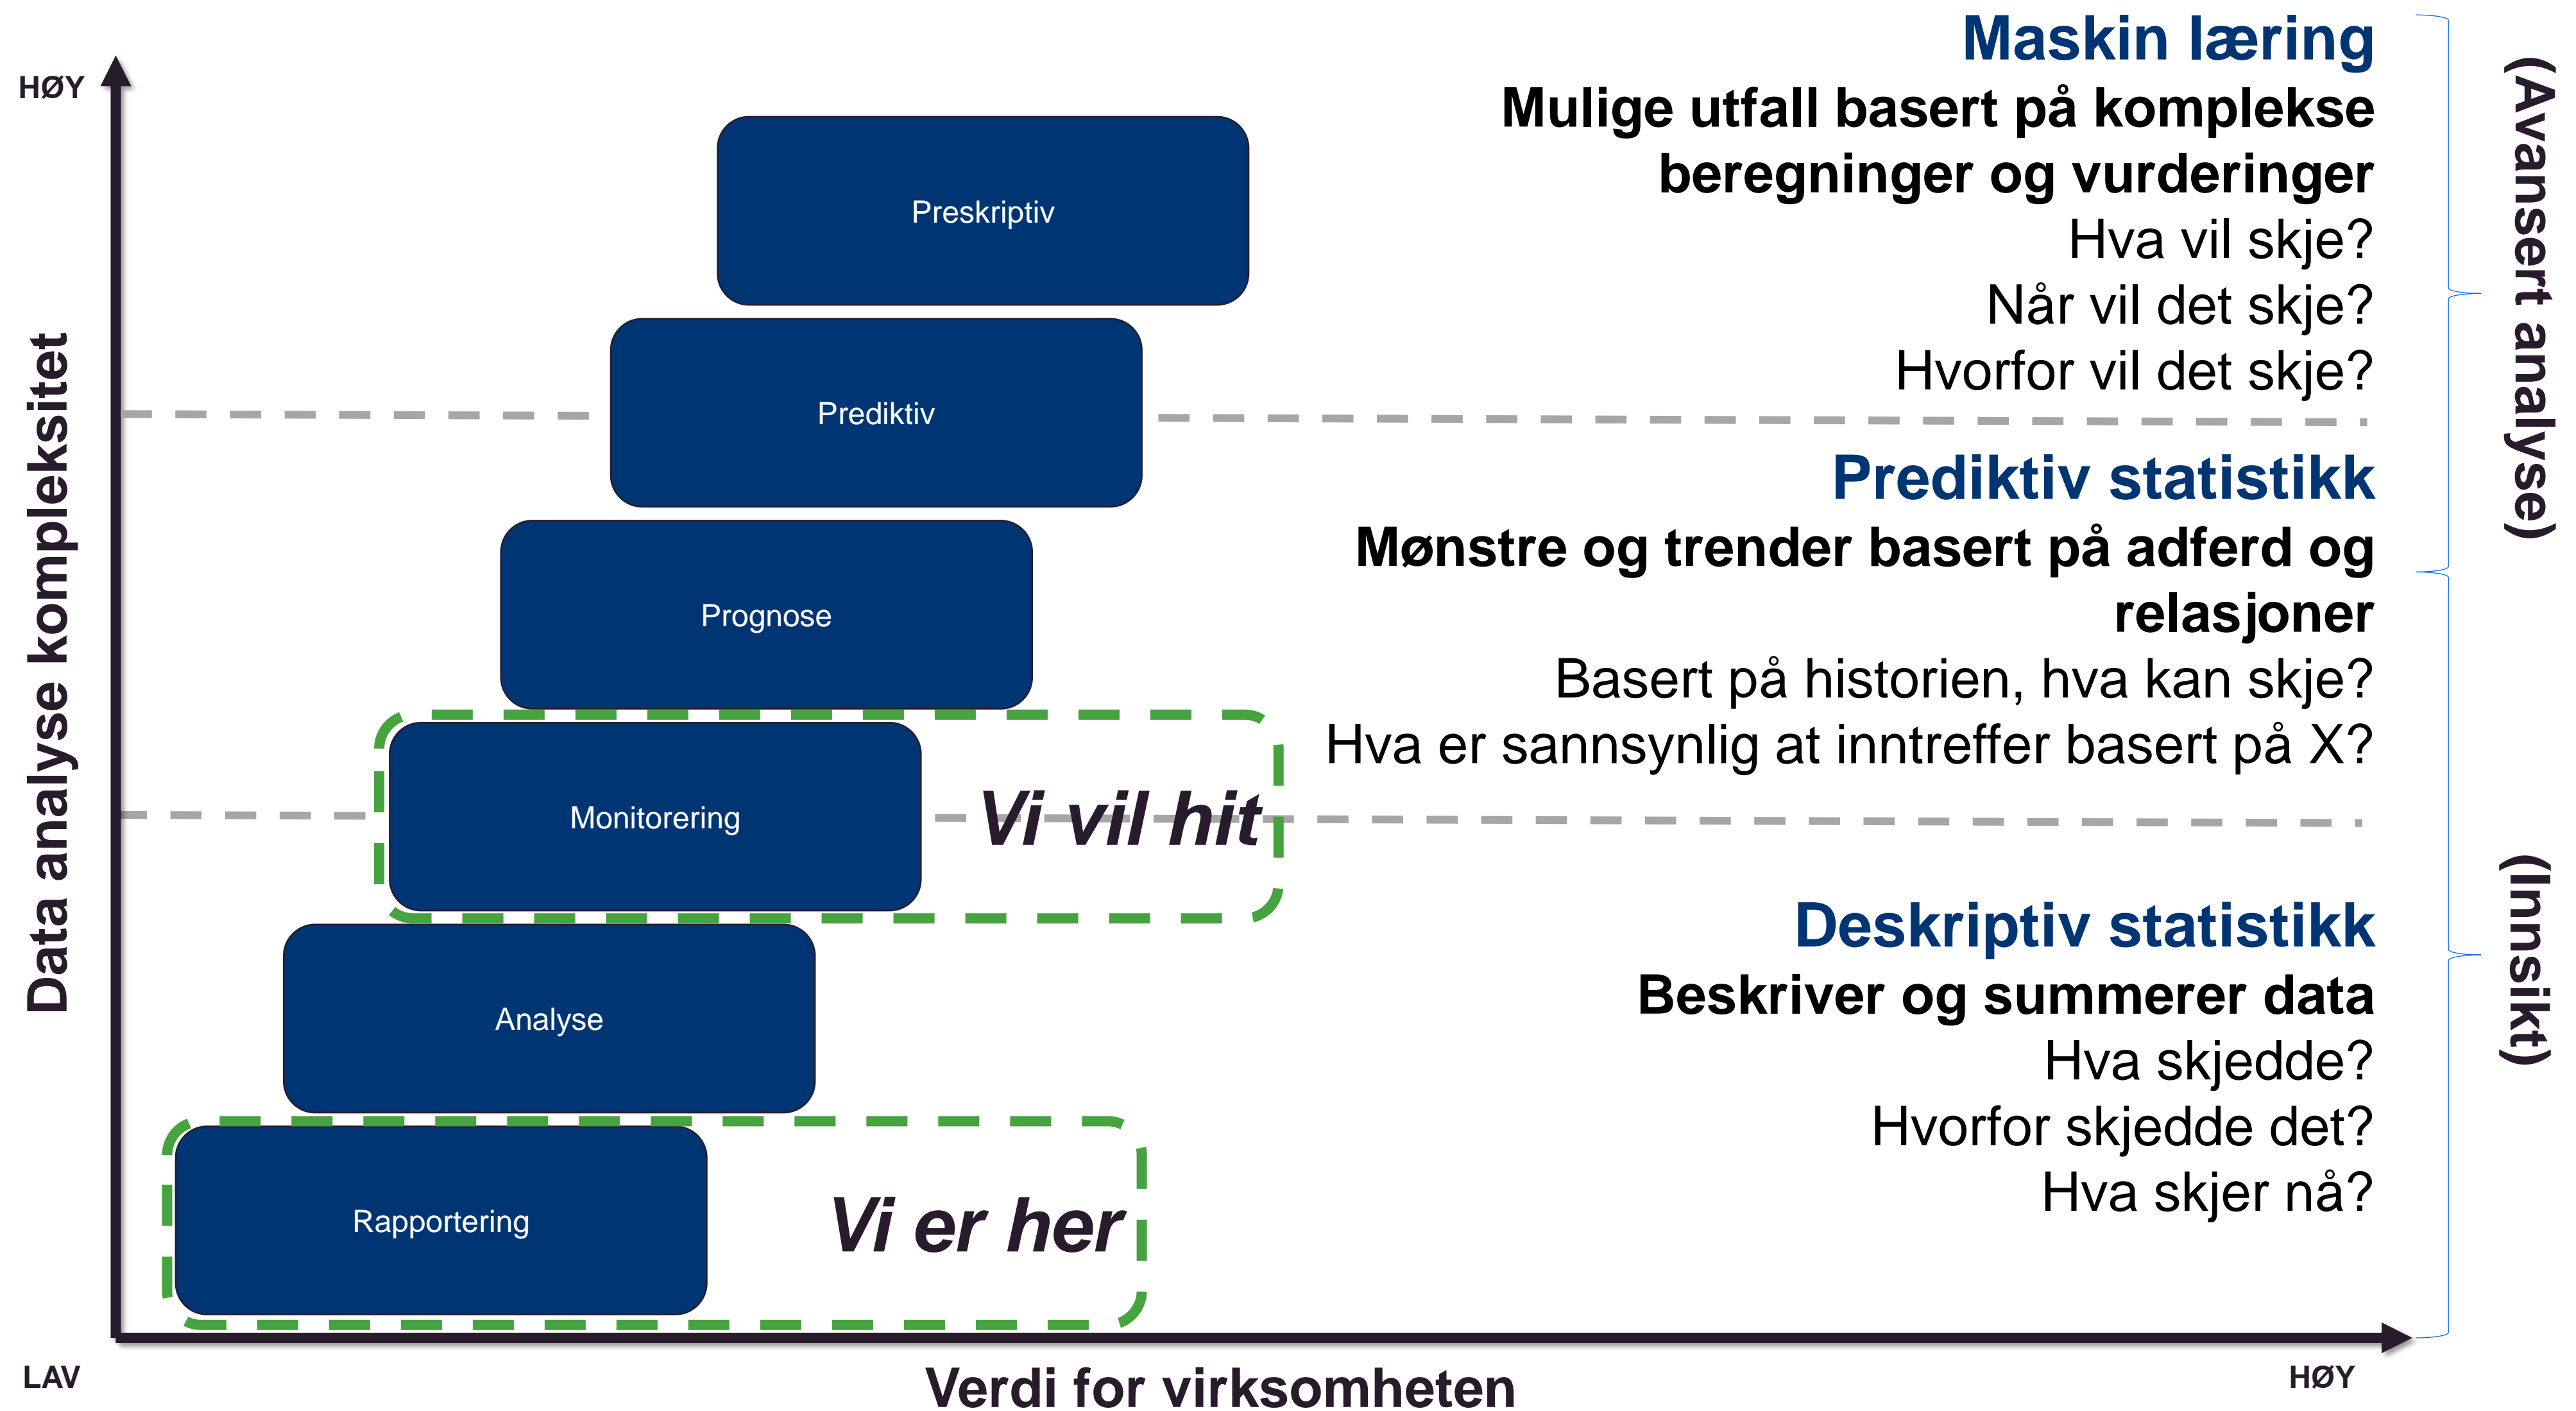 HØY
Data analyse kompleksitet
LAV
Preskriptiv
Prediktiv
Prognose
Monitorering
Vi vil hit
Analyse
Rapportering
Vi er her
Verdi for virksomheten
HØY
Maskin læring
Mulige utfall basert på komplekse
beregninger og vurderinger
Hva vil skje?
Når vil det skje?
Hvorfor vil det skje?
Prediktiv statistikk
Mønstre og trender basert på adferd og
relasjoner
Basert på historien, hva kan skje?
Hva er sannsynlig at inntreffer basert på X?
Deskriptiv statistikk
Beskriver og summerer data
Hva skjedde?
Hvorfor skjedde det?
Hva skjer nå?
(Avansert analyse)
(Innsikt)